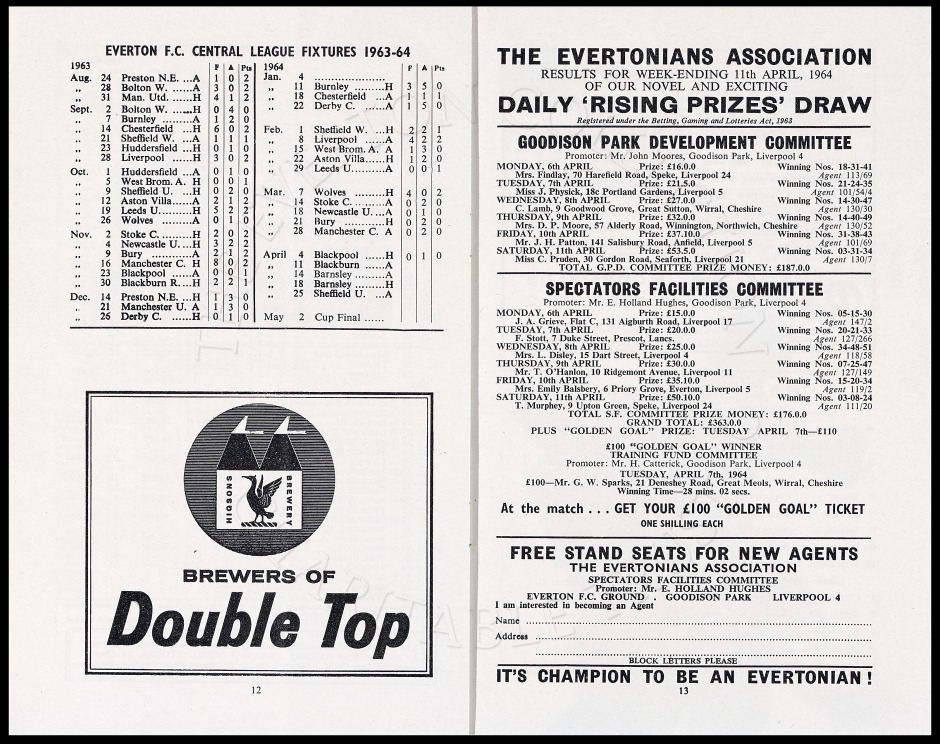 EVERTON F.C. CENTRAL LEAGUE FIXTURES 1963-64
1963 F A Pts
Aug. 24 Preston N.E. ...A 1 0 2
„ 28 Bolton W. ......A 3 0 2
„ 31 Man. Utd. ......H 4 1 2
Sept. 2 Bolton W. ......H 0 4 0
„ 7 Burnley .........A 1 2 0
„ 14 Chesterfield ...H 6 0 2
„ 21 Sheffield W. ...A 1 1 1
„ 23 Huddersfield ...H 0 1 0
„ 28 Liverpool ......H 3 0 2
Oct. 1 Huddersfield ...A 0 1 0
„ 5 West Brom. A. H 0 0 1
„ 9 Sheffield U. ...H 0 2 0
„ 12 Aston Villa......A 2 1 2
„ 19 Leeds U..........H 5 2 2
„ 26 Wolves .........A 0 1 0
Nov. 2 Stoke C. .........H 2 0 2
„ 4 Newcastle U. ...H 3 2 2
„ 9 Bury ............A 2 1 2
„ 16 Manchester C. H 8 0 2
„ 23 Blackpool ......A 0 0 1
„ 30 Blackburn R. ...H 2 2 1
Dec. 14 Preston N.E. ...H 1 3 0
„ 21 Manchester U. A 1 3 0
„ 26 Derby C. ......H 0 1 0
1964 F A Pts
Jan. 4 .....................
„ 11 Burnley .........H 3 5 0
„ 18 Chesterfield ...A 1 1 1
„ 22 Derby C. ......A 1 5 0
Feb. 1 Sheffield W. ...H 2 2 1
„ 8 Liverpool ......A 4 2 2
„ 15 West Brom. A. A 1 3 0
„ 22 Aston Villa......H 1 2 0
„ 29 Leeds U..........A 0 0 1
Mar. 7 Wolves .........H 4 0 2
„ 14 Stoke C. .........A 0 2 0
„ 18 Newcastle U. ...A 0 1 0
„ 21 Bury ............H 0 2 0
„ 28 Manchester C. A 0 2 0
April 4 Blackpool ......H 0 1 0
„ 11 Blackburn ......A
„ 14 Barnsley .........A
„ 18 Barnsley .........H
„ 25 Sheffield U. ...A
May 2 Cup Final ......
HIGSONS BREWERY
BREWERS OF
Double Top
12
THE EVERTONIANS ASSOCIATION
RESULTS FOR WEEK-ENDING 11th APRIL, 1964
OF OUR NOVEL AND EXCITING
DAILY 'RISING PRIZES' DRAW
Registered under the Betting, Gaming and Lotteries Act, 1963
GOODISON PARK DEVELOPMENT COMMITTEE
Promoter: Mr. John Moores, Goodison Park, Liverpool 4
MONDAY, 6th APRIL Prize: £16.0.0 Winning Nos. 18-31-41
Mrs. Findlay, 70 Harefield Road, Speke, Liverpool 24 Agent 113/69
TUESDAY, 7th APRIL Prize: £21.5.0 Winning Nos. 21-24-35
Miss J. Physick, 18c Portland Gardens, Liverpool 5 Agent 101/54/4
WEDNESDAY, 8th APRIL Prize: £27.0.0 Winning Nos. 14-30-47
C. Lamb, 9 Goodwood Grove, Great Sutton, Wirral, Cheshire Agent 130/30
THURSDAY, 9th APRIL Prize: £32.0.0 Winning Nos. 14-40-49
Mrs. D. P. Moore, 57 Alderly Road, Winnington, Northwich, Cheshire Agent 130/52
FRIDAY, 10th APRIL Prize: £37.10.0 Winning Nos. 31-38-43
Mr. J. H. Patton, 141 Salisbury Road, Anfield, Liverpool 5 Agent 101/69
SATURDAY, 11th APRIL Prize: £53.5.0 Winning Nos. 03-31-34
Miss C. Pruden, 30 Gordon Road, Seaforth, Liverpool 21 Agent 130/7
TOTAL G.P.D. COMMITTEE PRIZE MONEY: £187.0.0
SPECTATORS FACILITIES COMMITTEE
Promoter: Mr. E. Holland Hughes, Goodison Park, Liverpool 4
MONDAY, 6th APRIL Prize: £15.0.0 Winning Nos. 05-15-30
J. A. Grieve, Flat C, 131 Aigburth Road, Liverpool 17 Agent 147/2
TUESDAY, 7th APRIL Prize: £20.0.0 Winning Nos. 20-21-33
F. Stott, 7 Duke Street, Prescot, Lancs. Agent 127/266
WEDNESDAY, 8th APRIL Prize: £25.0.0 Winning Nos. 34-48-51
Mrs. L. Disley, 15 Dart Street, Liverpool 4 Agent 118/58
THURSDAY, 9th APRIL Prize: £30.0.0 Winning Nos. 07-25-47
Mr. T. O'Hanlon, 10 Ridgemont Avenue, Liverpool 11 Agent 127/149
FRIDAY, 10th APRIL Prize: £35.10.0 Winning Nos. 15-20-34
Mrs. Emily Balsbery, 6 Priory Grove, Everton, Liverpool 5 Agent 119/2
SATURDAY, 11th APRIL Prize: £50.10.0 Winning Nos. 03-08-24
T. Murphey, 9 Upton Green, Speke, Liverpool 24 Agent 111/20
TOTAL S.F. COMMITTEE PRIZE MONEY: £176.0.0
GRAND TOTAL: £363.0.0
PLUS "GOLDEN GOAL" PRIZE: TUESDAY APRIL 7th—£110
£100 "GOLDEN GOAL" WINNER
TRAINING FUND COMMITTEE
Promoter: Mr. H. Catterick, Goodison Park, Liverpool 4
TUESDAY, APRIL 7th, 1964
£100—Mr. G. W. Sparks, 21 Deneshey Road, Great Meols, Wirral, Cheshire
Winning Time—28 mins. 02 secs.
At the match . . . GET YOUR £100 "GOLDEN GOAL" TICKET
ONE SHILLING EACH
FREE STAND SEATS FOR NEW AGENTS
THE EVERTONIANS ASSOCIATION
SPECTATORS FACILITIES COMMITTEE
Promoter: Mr. E. HOLLAND HUGHES
EVERTON F.C. GROUND . GOODISON PARK LIVERPOOL 4
I am interested in becoming an Agent
Name ..........
Address ..........
BLOCK LETTERS PLEASE
IT'S CHAMPION TO BE AN EVERTONIAN !
13